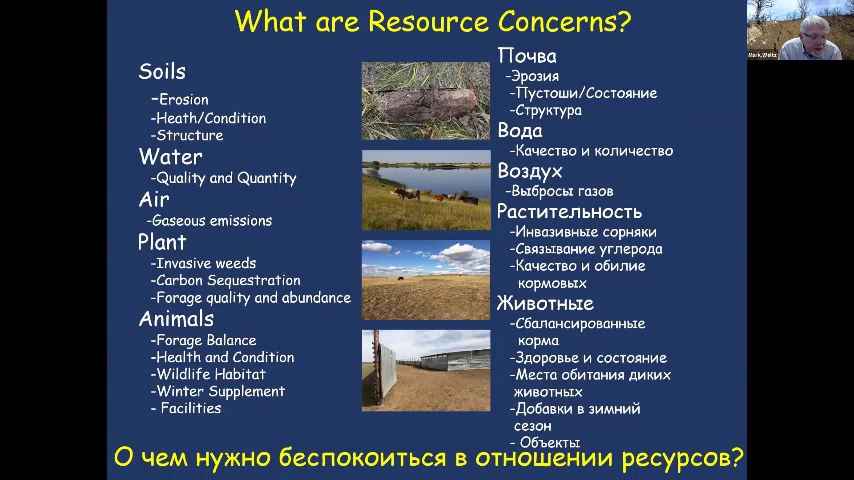 What are Resource Concerns?
Soils
-Erosion
-Heath/Condition
-Structure
Water
-Quality and Quantity
Air
-Gaseous emissions
Plant
-Invasive weeds
-Carbon Sequestration
-Forage quality and abundance
Animals
-Forage Balance
-Health and Condition
-Wildlife Habitat
-Winter Supplement
- Facilities
Почва
-Эрозия
-Пустоши/Состояние
-Структура
Вода
-Качество и количество
Воздух
-Выбросы газов
Растительность
-Инвазивные сорняки
-Связывание углерода
-Качество и обилие
кормовых
Животные
-Сбалансированные
корма
-Здоровье и состояние
-Места обитания диких
животных
-Добавки в зимний
сезон
- Объекты
О чем нужно беспокоиться в отношении ресурсов?
Mark.Weltz